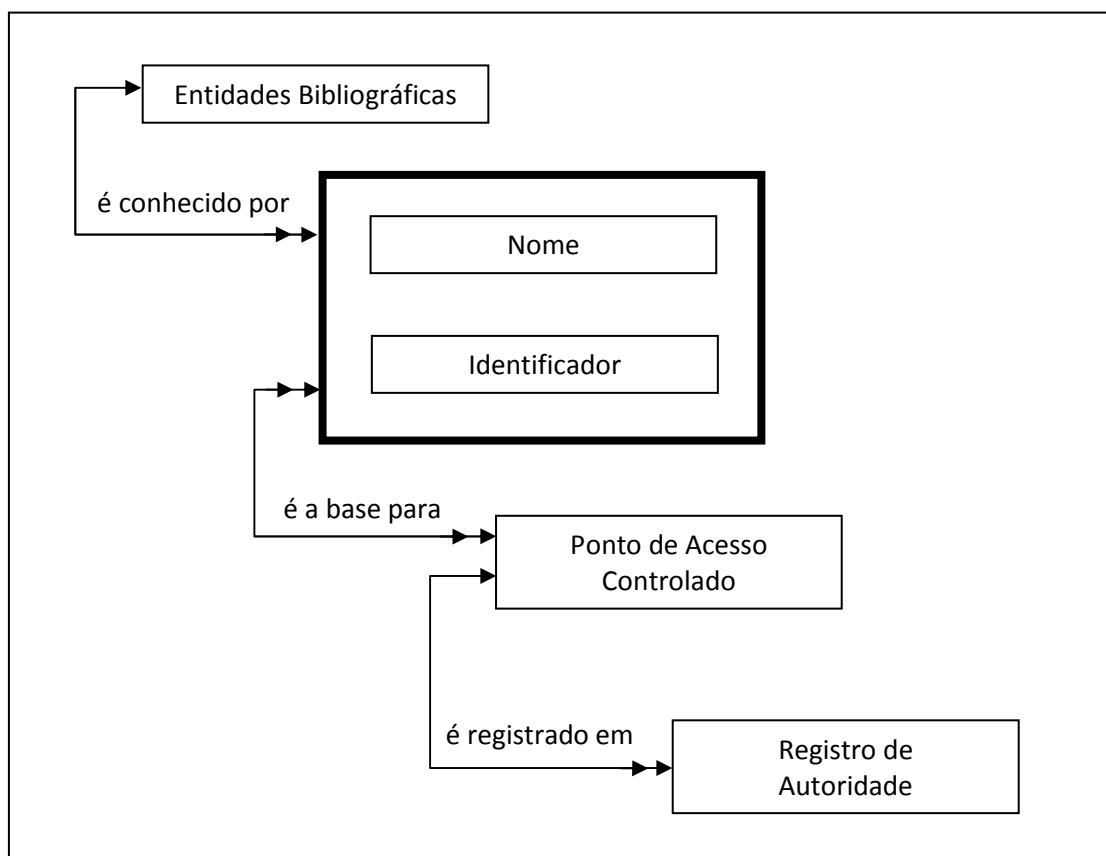 Entidades Bibliográficas
é conhecido por
Nome
Identificador
é a base para
Ponto de Acesso
Controlado
é registrado em
Registro de
Autoridade